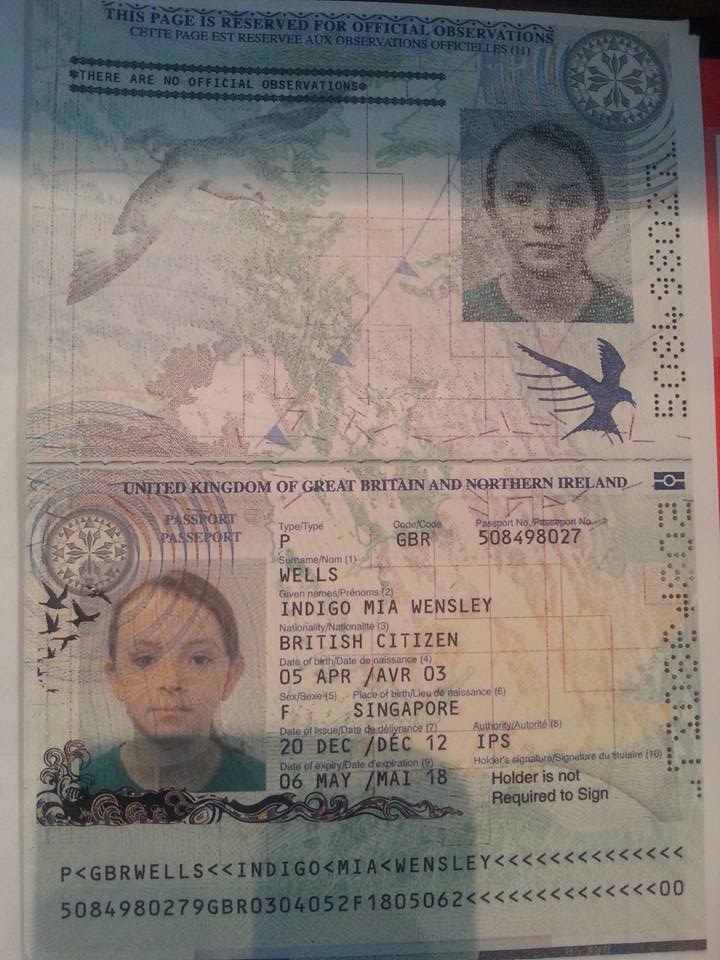 THIS PAGE IS RESERVED FOR OFFICIAL OBSERVATIONS
CETTE PAGE EST RESERVEE AUX OBSERVATIONS OFFICIELLES (11)
*THERE ARE NO OFFICIAL OBSERVATIONS*
508498027
UNITED KINGDOM OF GREAT BRITAIN AND NORTHERN IRELAND
PASSPORT
PASSEPORT
Type/Type Code/Code Passport No./Passeport No.
P GBR 508498027
Surname/Nom (1)
WELLS
Given names/Prénoms (2)
INDIGO MIA WENSLEY
Nationality/Nationalité (3)
BRITISH CITIZEN
Date of birth/Date de naissance (4)
05 APR /AVR 03
Sex/Sexe (5) Place of birth/Lieu de naissance (6)
F SINGAPORE
Date of issue/Date de délivrance (7) Authority/Autorité (8)
20 DEC /DÉC 12 IPS
Date of expiry/Date d'expiration (9) Holder's signature/Signature du titulaire (10)
06 MAY /MAI 18 Holder is not
Required to Sign
P<GBRWELLS<<INDIGO<MIA<WENSLEY<<<<<<<<<<<<<<
5084980279GBR0304052F1805062<<<<<<<<<<<<<<00